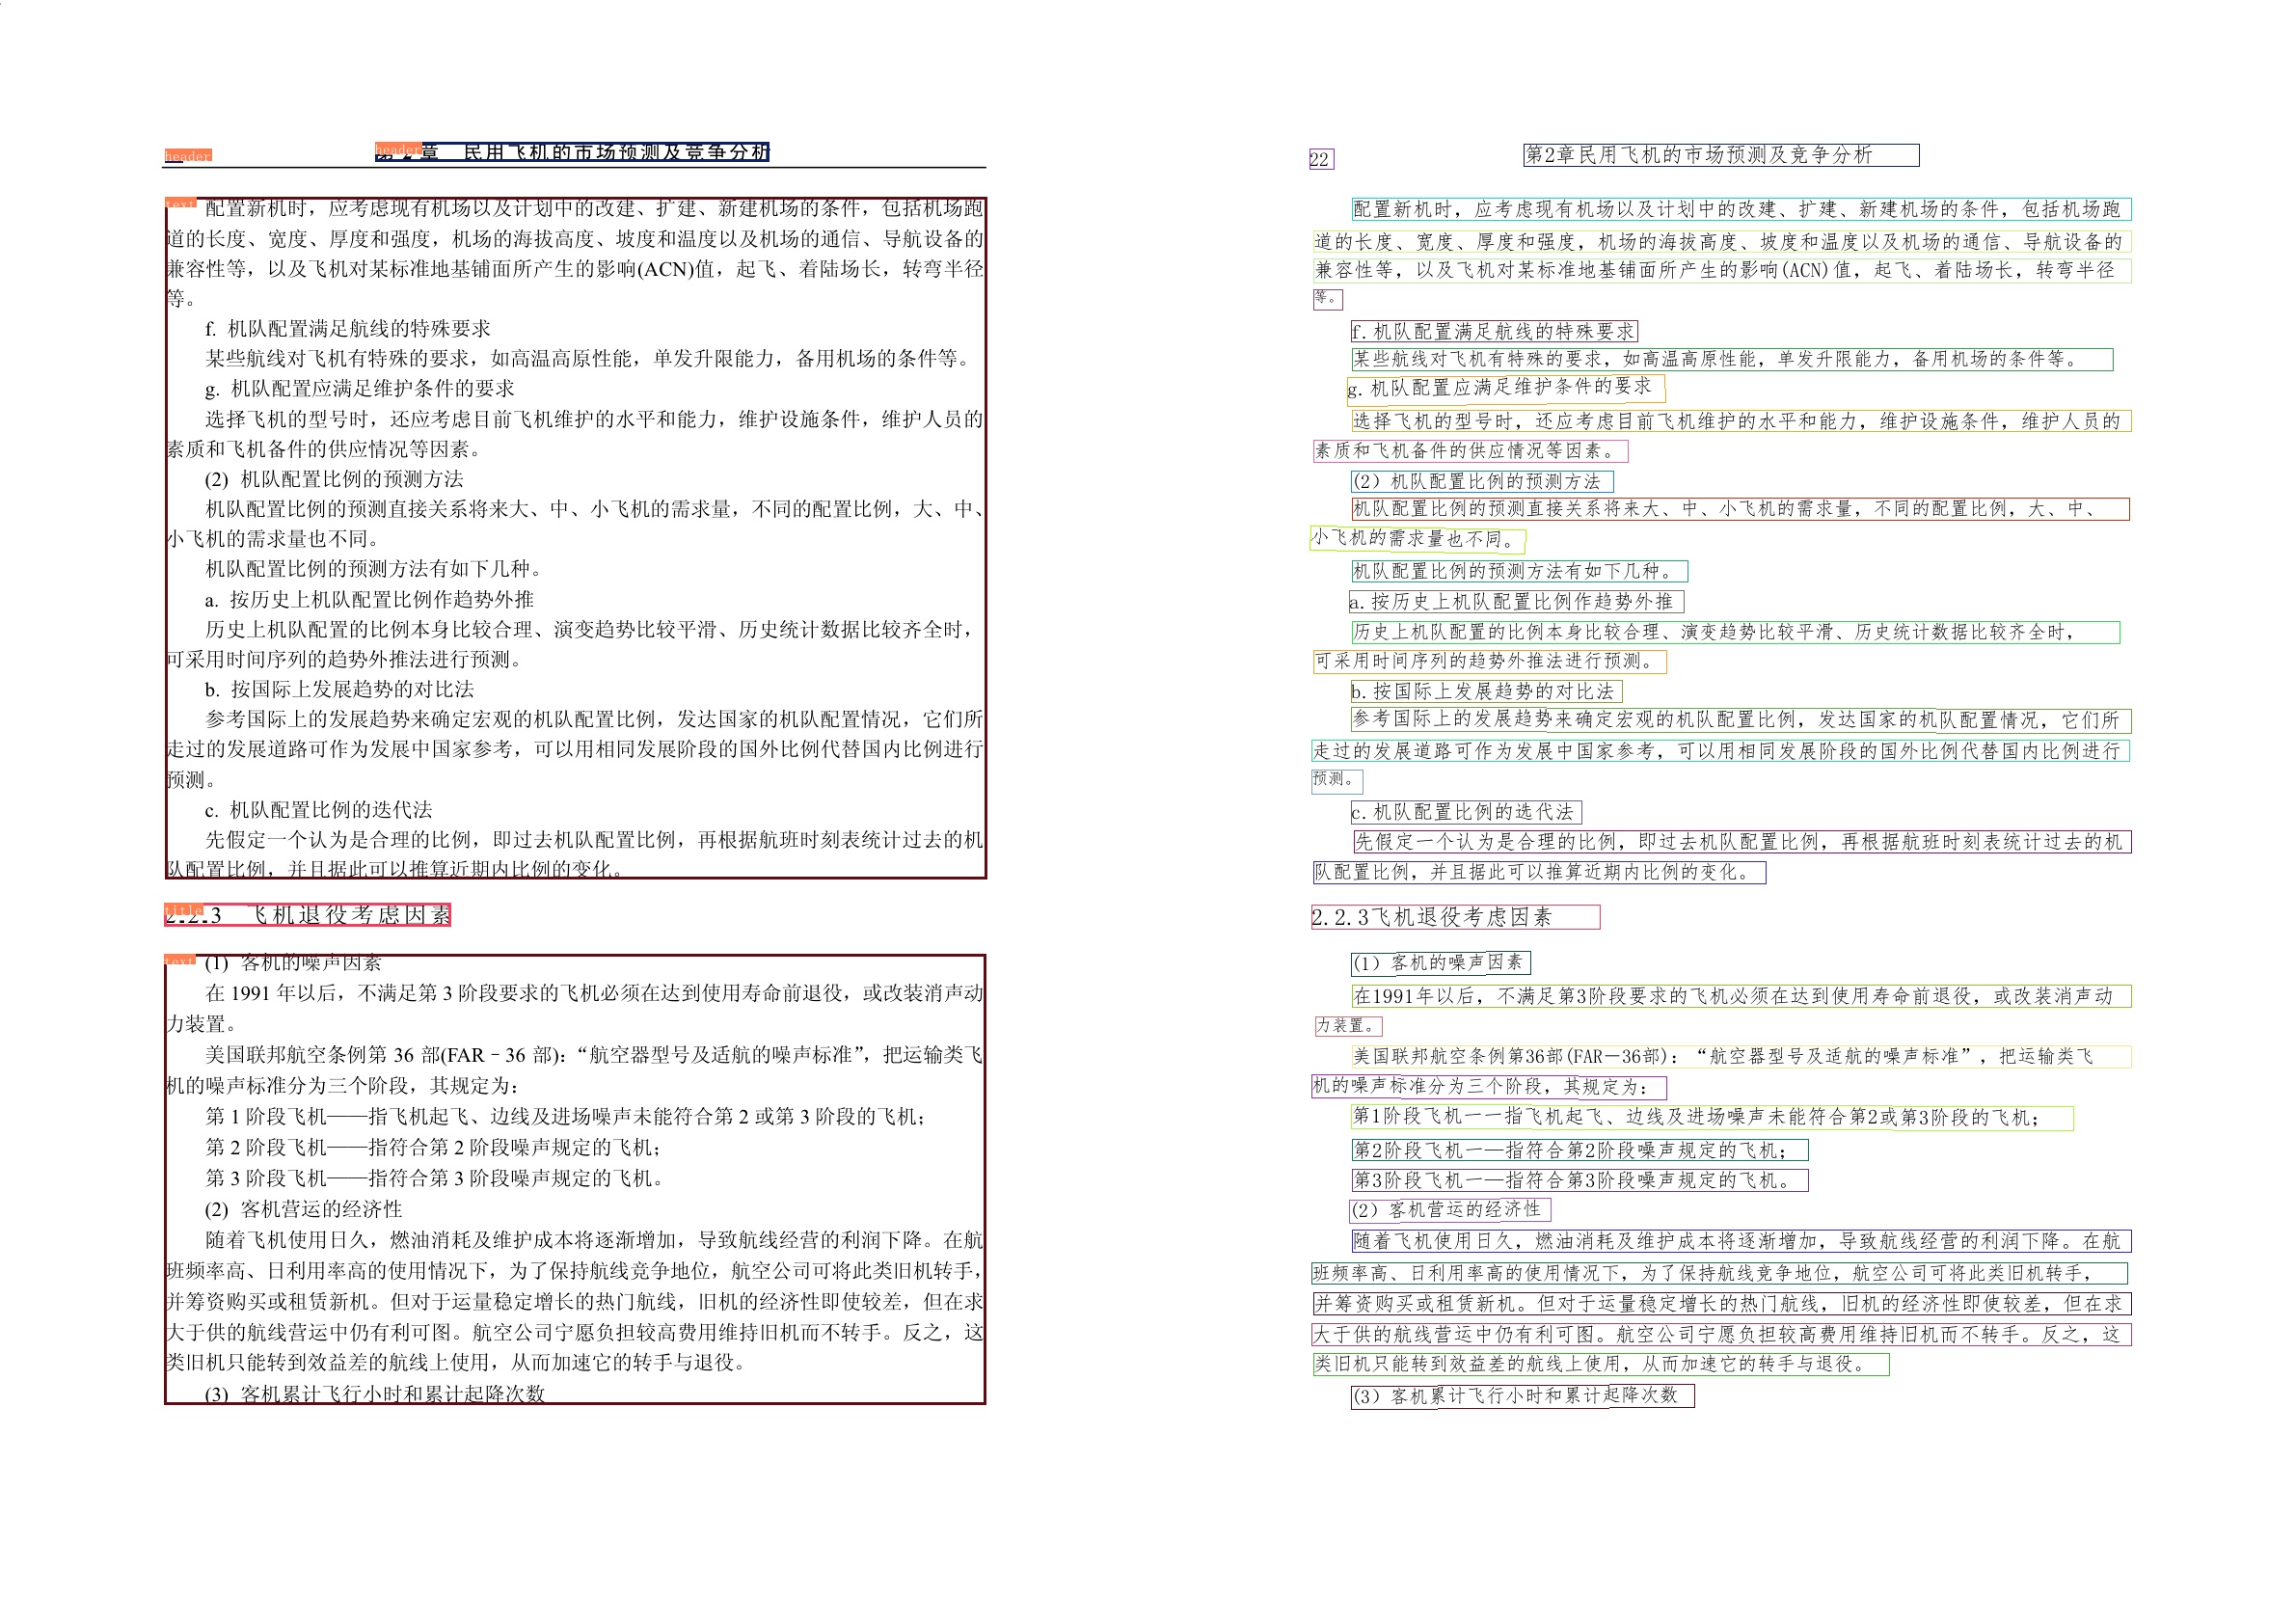 header
header
第 2 章 民用飞机的市场预测及竞争分析
text
配置新机时，应考虑现有机场以及计划中的改建、扩建、新建机场的条件，包括机场跑
道的长度、宽度、厚度和强度，机场的海拔高度、坡度和温度以及机场的通信、导航设备的
兼容性等，以及飞机对某标准地基铺面所产生的影响(ACN)值，起飞、着陆场长，转弯半径
等。
f. 机队配置满足航线的特殊要求
某些航线对飞机有特殊的要求，如高温高原性能，单发升限能力，备用机场的条件等。
g. 机队配置应满足维护条件的要求
选择飞机的型号时，还应考虑目前飞机维护的水平和能力，维护设施条件，维护人员的
素质和飞机备件的供应情况等因素。
(2) 机队配置比例的预测方法
机队配置比例的预测直接关系将来大、中、小飞机的需求量，不同的配置比例，大、中、
小飞机的需求量也不同。
机队配置比例的预测方法有如下几种。
a. 按历史上机队配置比例作趋势外推
历史上机队配置的比例本身比较合理、演变趋势比较平滑、历史统计数据比较齐全时，
可采用时间序列的趋势外推法进行预测。
b. 按国际上发展趋势的对比法
参考国际上的发展趋势来确定宏观的机队配置比例，发达国家的机队配置情况，它们所
走过的发展道路可作为发展中国家参考，可以用相同发展阶段的国外比例代替国内比例进行
预测。
c. 机队配置比例的迭代法
先假定一个认为是合理的比例，即过去机队配置比例，再根据航班时刻表统计过去的机
队配置比例，并且据此可以推算近期内比例的变化。
title
2.2.3 飞机退役考虑因素
text
(1) 客机的噪声因素
在 1991 年以后，不满足第 3 阶段要求的飞机必须在达到使用寿命前退役，或改装消声动
力装置。
美国联邦航空条例第 36 部(FAR–36 部)：“航空器型号及适航的噪声标准”，把运输类飞
机的噪声标准分为三个阶段，其规定为：
第 1 阶段飞机——指飞机起飞、边线及进场噪声未能符合第 2 或第 3 阶段的飞机；
第 2 阶段飞机——指符合第 2 阶段噪声规定的飞机；
第 3 阶段飞机——指符合第 3 阶段噪声规定的飞机。
(2) 客机营运的经济性
随着飞机使用日久，燃油消耗及维护成本将逐渐增加，导致航线经营的利润下降。在航
班频率高、日利用率高的使用情况下，为了保持航线竞争地位，航空公司可将此类旧机转手，
并筹资购买或租赁新机。但对于运量稳定增长的热门航线，旧机的经济性即使较差，但在求
大于供的航线营运中仍有利可图。航空公司宁愿负担较高费用维持旧机而不转手。反之，这
类旧机只能转到效益差的航线上使用，从而加速它的转手与退役。
(3) 客机累计飞行小时和累计起降次数
22
第2章民用飞机的市场预测及竞争分析
配置新机时，应考虑现有机场以及计划中的改建、扩建、新建机场的条件，包括机场跑
道的长度、宽度、厚度和强度，机场的海拔高度、坡度和温度以及机场的通信、导航设备的
兼容性等，以及飞机对某标准地基铺面所产生的影响(ACN)值，起飞、着陆场长，转弯半径
等。
f.机队配置满足航线的特殊要求
某些航线对飞机有特殊的要求，如高温高原性能，单发升限能力，备用机场的条件等。
g.机队配置应满足维护条件的要求
选择飞机的型号时，还应考虑目前飞机维护的水平和能力，维护设施条件，维护人员的
素质和飞机备件的供应情况等因素。
(2）机队配置比例的预测方法
机队配置比例的预测直接关系将来大、中、小飞机的需求量，不同的配置比例，大、中、
小飞机的需求量也不同。
机队配置比例的预测方法有如下几种。
a.按历史上机队配置比例作趋势外推
历史上机队配置的比例本身比较合理、演变趋势比较平滑、历史统计数据比较齐全时，
可采用时间序列的趋势外推法进行预测。
b.按国际上发展趋势的对比法
参考国际上的发展趋势来确定宏观的机队配置比例，发达国家的机队配置情况，它们所
走过的发展道路可作为发展中国家参考，可以用相同发展阶段的国外比例代替国内比例进行
预测。
c.机队配置比例的选代法
先假定一个认为是合理的比例，即过去机队配置比例，再根据航班时刻表统计过去的机
队配置比例，并且据此可以推算近期内比例的变化。
2.2.3飞机退役考虑因素
(1）客机的噪声因素
在1991年以后，不满足第3阶段要求的飞机必须在达到使用寿命前退役，或改装消声动
力装置。
美国联邦航空条例第36部(FAR－36部)：“航空器型号及适航的噪声标准”，把运输类飞
机的噪声标准分为三个阶段，其规定为：
第1阶段飞机一一指飞机起飞、边线及进场噪声未能符合第2或第3阶段的飞机；
第2阶段飞机一—指符合第2阶段噪声规定的飞机；
第3阶段飞机一—指符合第3阶段噪声规定的飞机。
(2）客机营运的经济性
随着飞机使用日久，燃油消耗及维护成本将逐渐增加，导致航线经营的利润下降。在航
班频率高、日利用率高的使用情况下，为了保持航线竞争地位，航空公司可将此类旧机转手，
并筹资购买或租赁新机。但对于运量稳定增长的热门航线，旧机的经济性即使较差，但在求
大于供的航线营运中仍有利可图。航空公司宁愿负担较高费用维持旧机而不转手。反之，这
类旧机只能转到效益差的航线上使用，从而加速它的转手与退役。
(3）客机累计飞行小时和累计起降次数